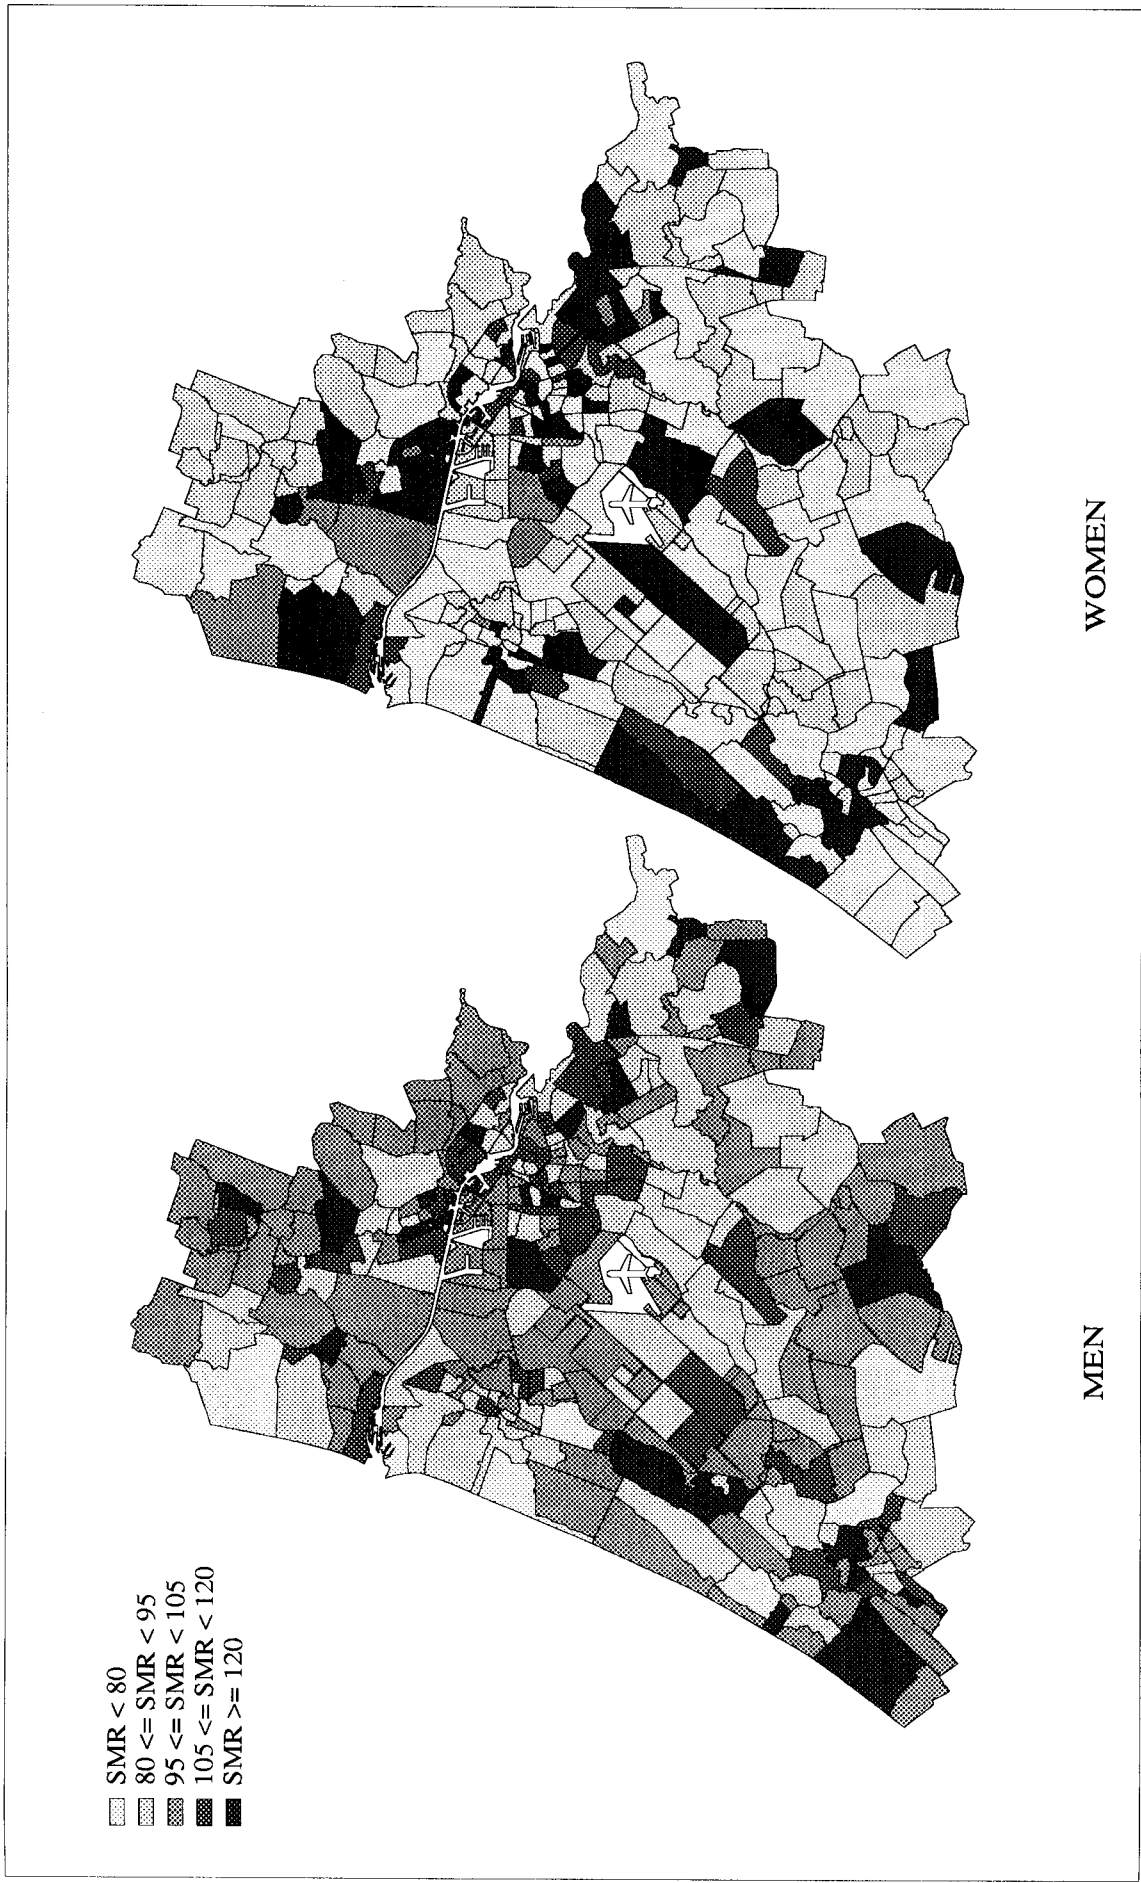 SMR < 80
80 <= SMR < 95
95 <= SMR < 105
105 <= SMR < 120
SMR >= 120
MEN
WOMEN